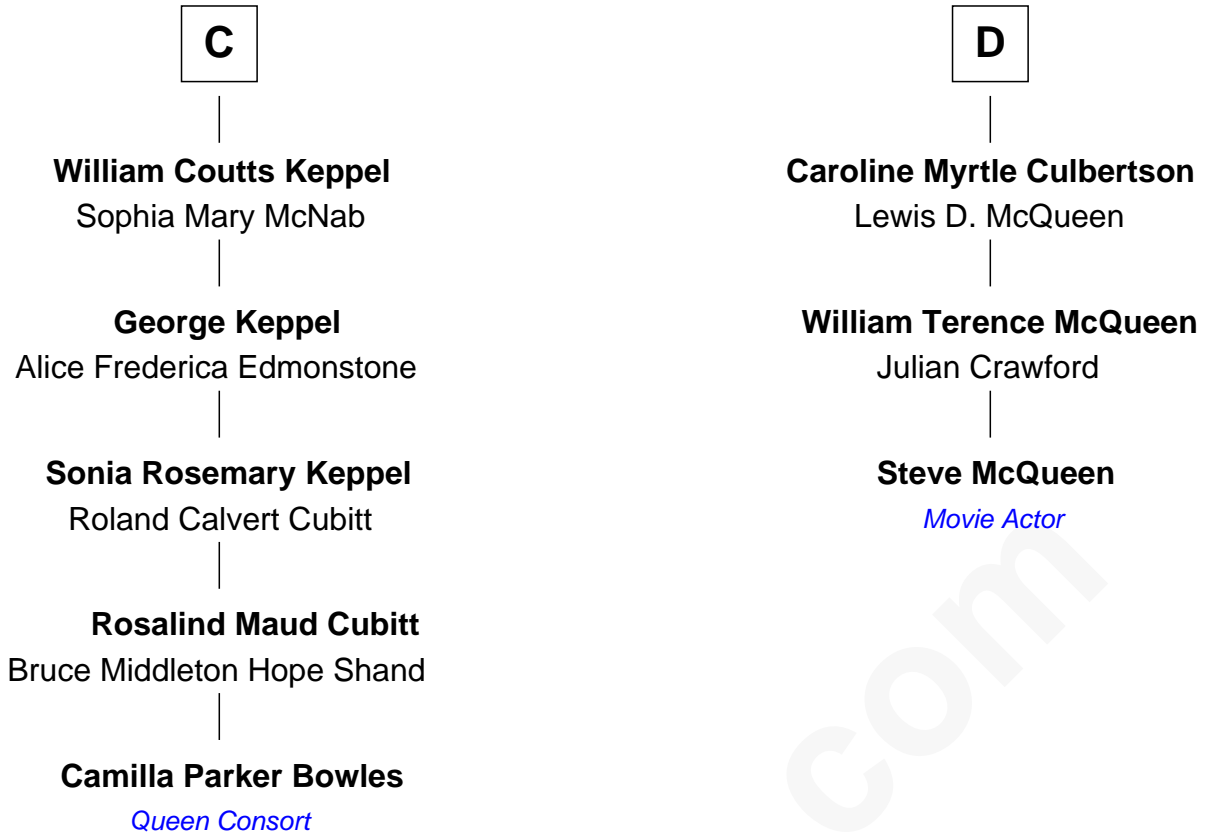 C
William Coutts Keppel
Sophia Mary McNab
George Keppel
Alice Frederica Edmonstone
Sonia Rosemary Keppel
Roland Calvert Cubitt
Rosalind Maud Cubitt
Bruce Middleton Hope Shand
Camilla Parker Bowles
Queen Consort
D
Caroline Myrtle Culbertson
Lewis D. McQueen
William Terence McQueen
Julian Crawford
Steve McQueen
Movie Actor
com